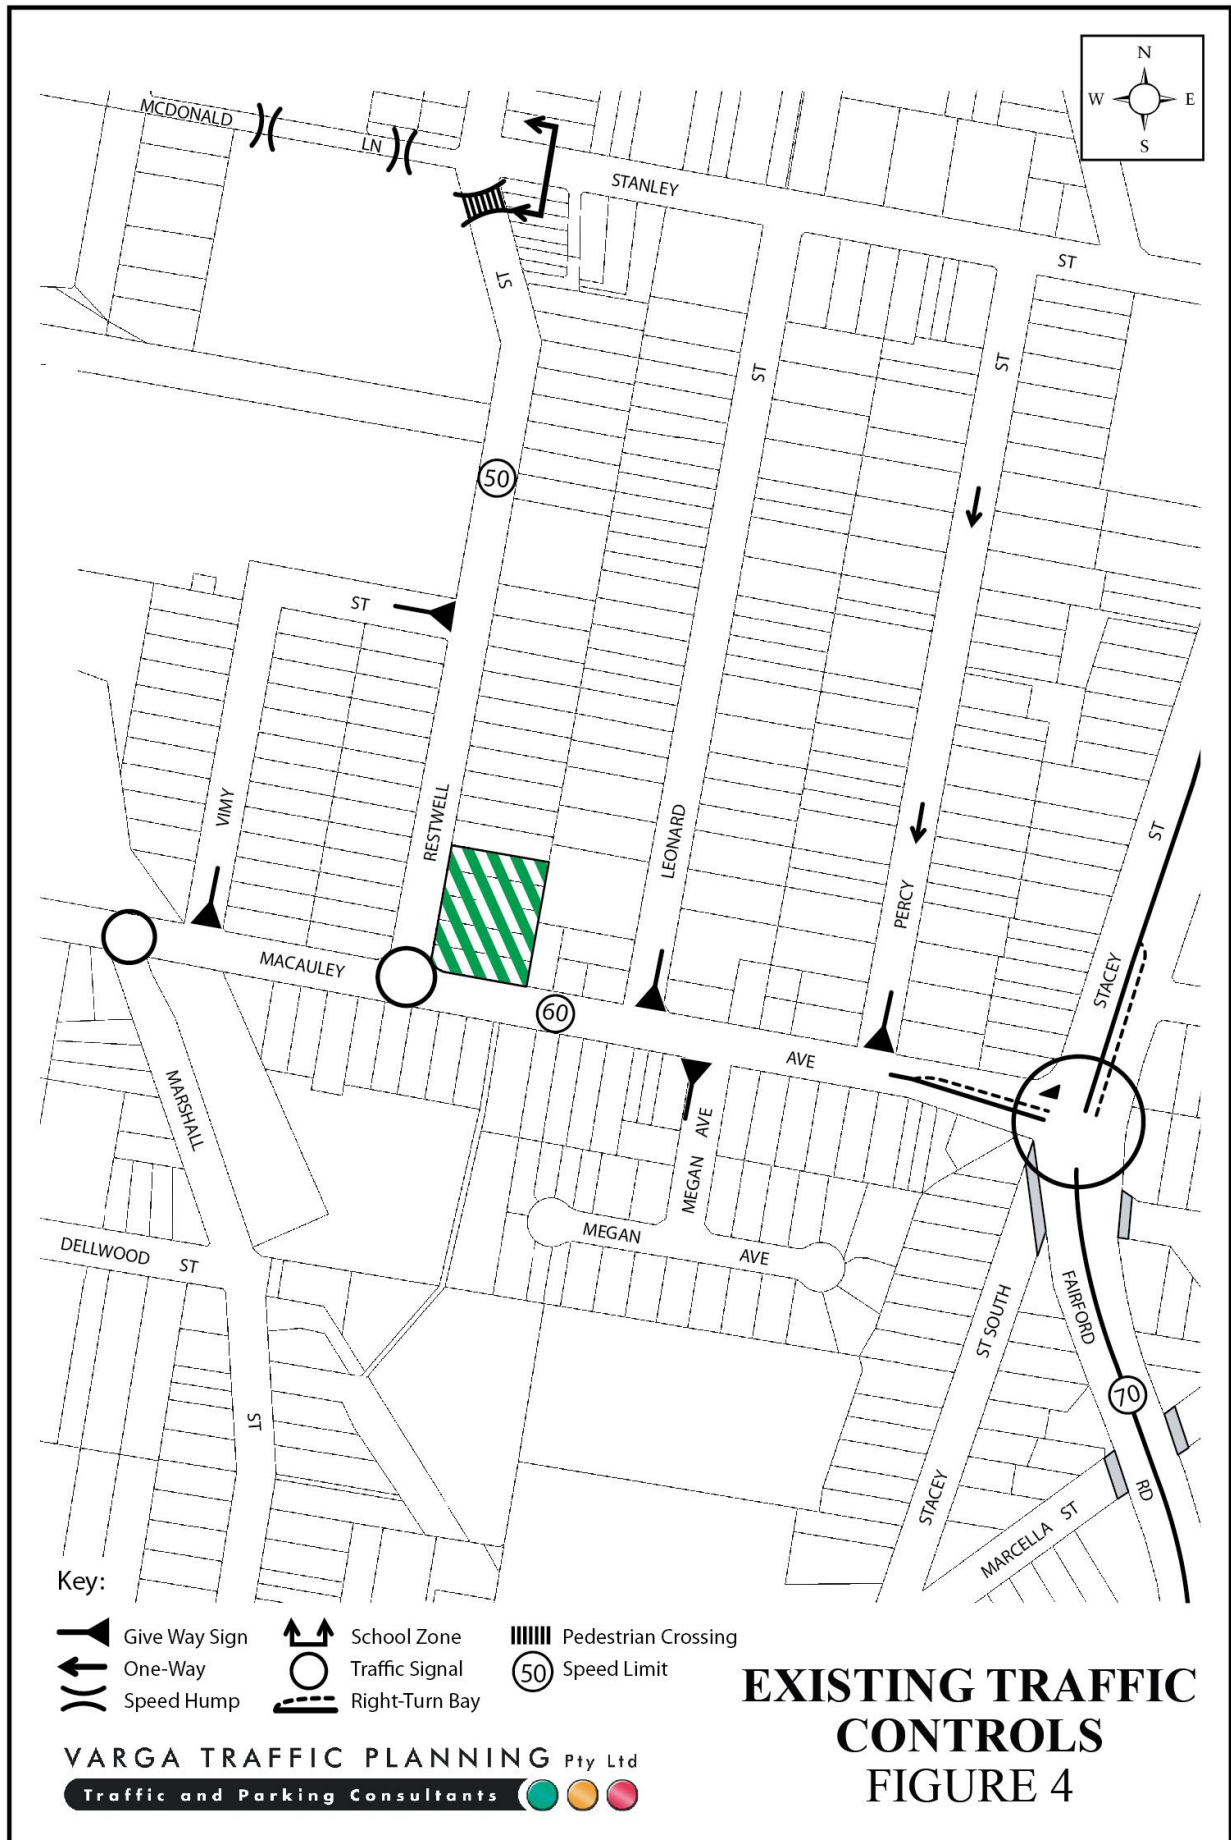 N
W E
S
MCDONALD
LN
STANLEY
ST
ST
ST
ST
50
ST
VIMY
RESTWELL
LEONARD
PERCY
ST
STACEY
MACAULEY
60
AVE
MARSHALL
MEGAN AVE
MEGAN
AVE
DELLWOOD ST
ST
ST SOUTH
STACEY
FAIRFORD
70
RD
MARCELLA ST
Key:
Give Way Sign
School Zone
Pedestrian Crossing
One-Way
Traffic Signal
50 Speed Limit
Speed Hump
Right-Turn Bay
EXISTING TRAFFIC
CONTROLS
FIGURE 4
VARGA TRAFFIC PLANNING Pty Ltd
Traffic and Parking Consultants